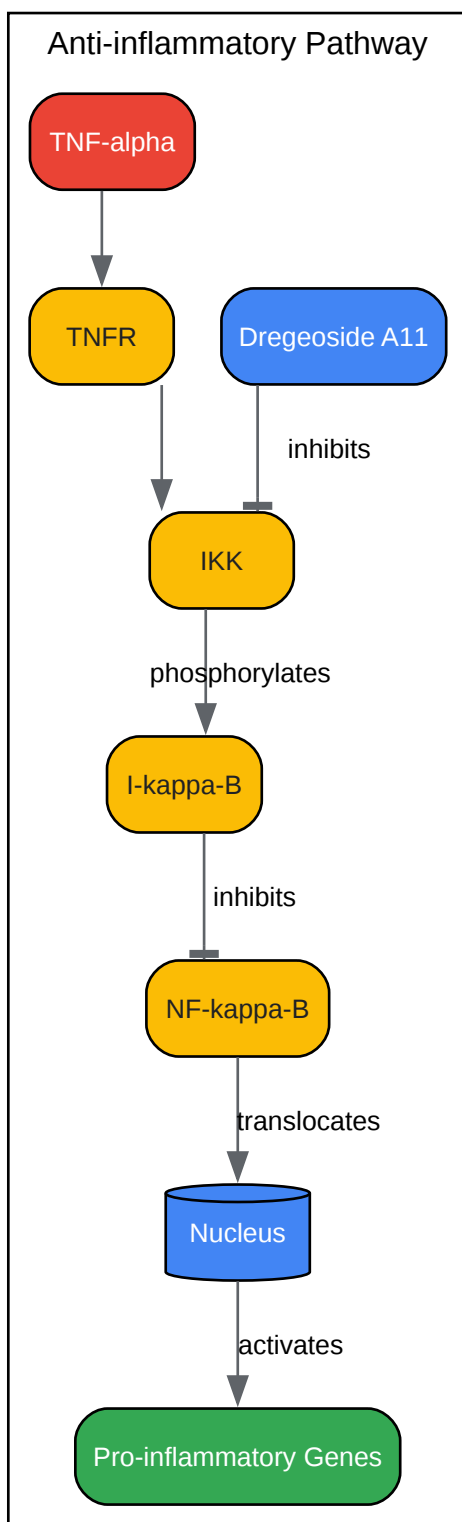 Anti-inflammatory Pathway
TNF-alpha
TNFR
Dregeoside A11
inhibits
IKK
phosphorylates
I-kappa-B
inhibits
NF-kappa-B
translocates
Nucleus
activates
Pro-inflammatory Genes